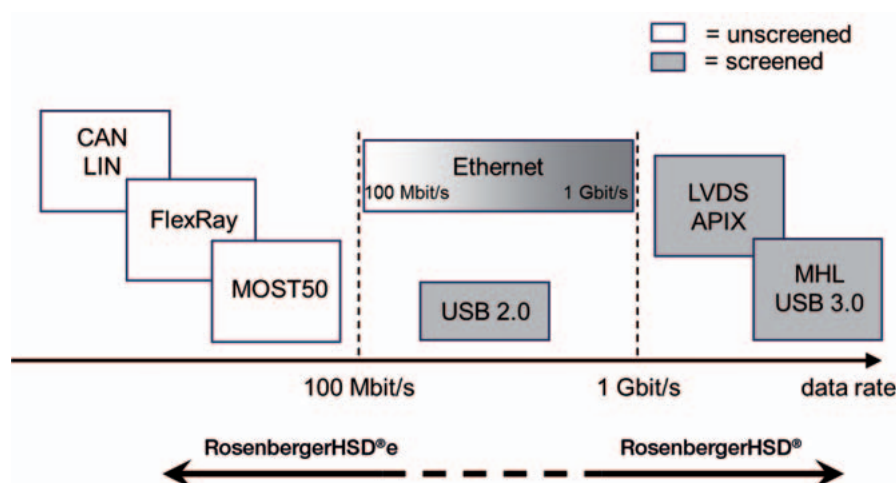 = unscreened
= screened
CAN
LIN
FlexRay
MOST50
Ethernet
100 Mbit/s
1 Gbit/s
USB 2.0
LVDS
APIX
MHL
USB 3.0
100 Mbit/s
1 Gbit/s
data rate
RosenbergerHSD®e
RosenbergerHSD®